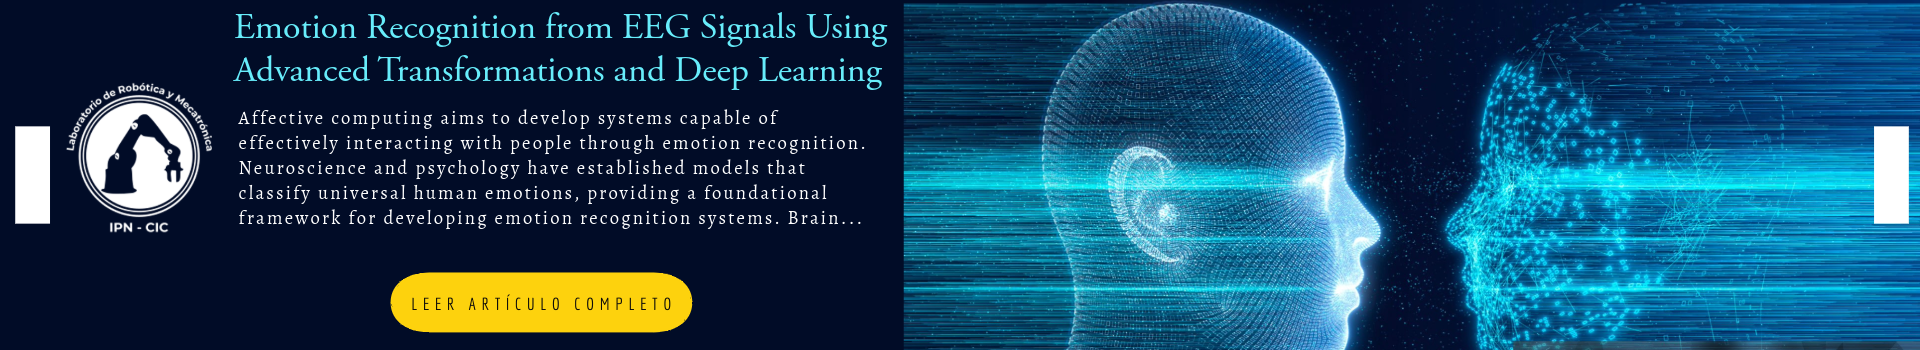 Emotion Recognition from EEG Signals Using
Advanced Transformations and Deep Learning
Laboratorio de Robótica y Mecatrónica
IPN - CIC
Affective computing aims to develop systems capable of
effectively interacting with people through emotion recognition.
Neuroscience and psychology have established models that
classify universal human emotions, providing a foundational
framework for developing emotion recognition systems. Brain...
LEER ARTÍCULO COMPLETO